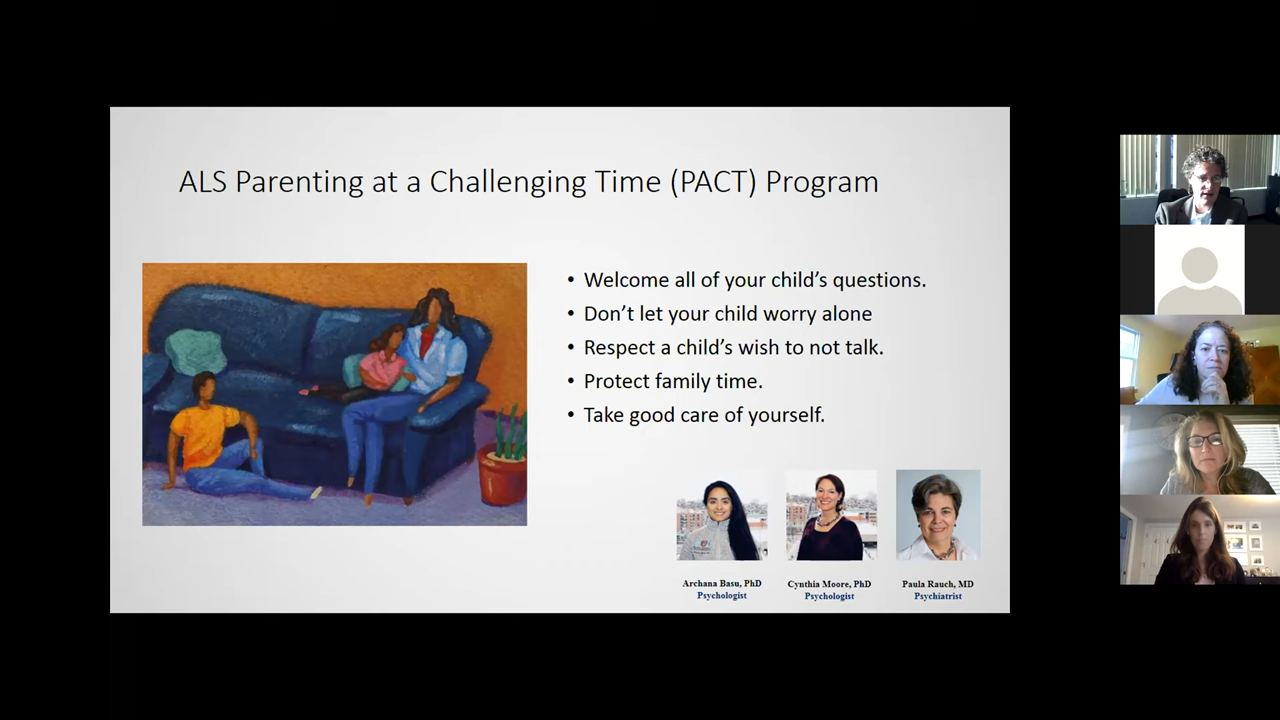 ALS Parenting at a Challenging Time (PACT) Program
• Welcome all of your child’s questions.
• Don’t let your child worry alone
• Respect a child’s wish to not talk.
• Protect family time.
• Take good care of yourself.
Archana Basu, PhD
Psychologist
Cynthia Moore, PhD
Psychologist
Paula Rauch, MD
Psychiatrist